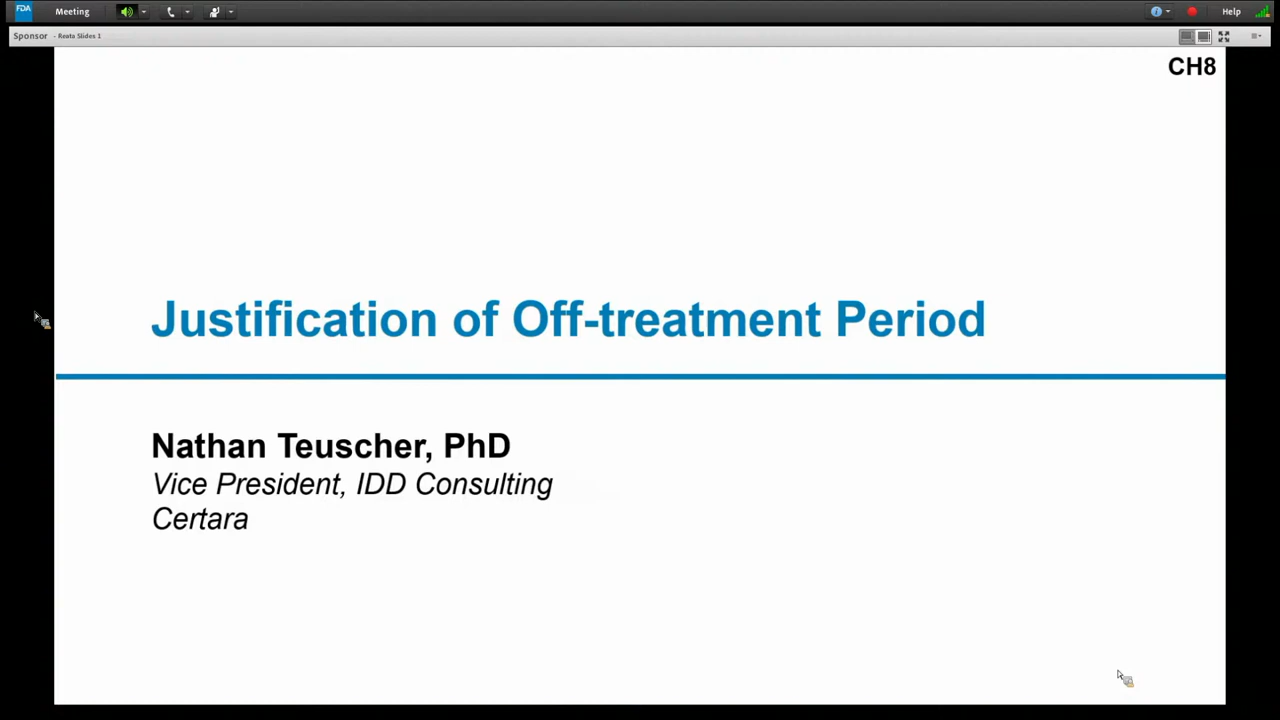 FDA
Meeting
Help
Sponsor - Reata Slides 1
CH8
Justification of Off-treatment Period
Nathan Teuscher, PhD
Vice President, IDD Consulting
Certara